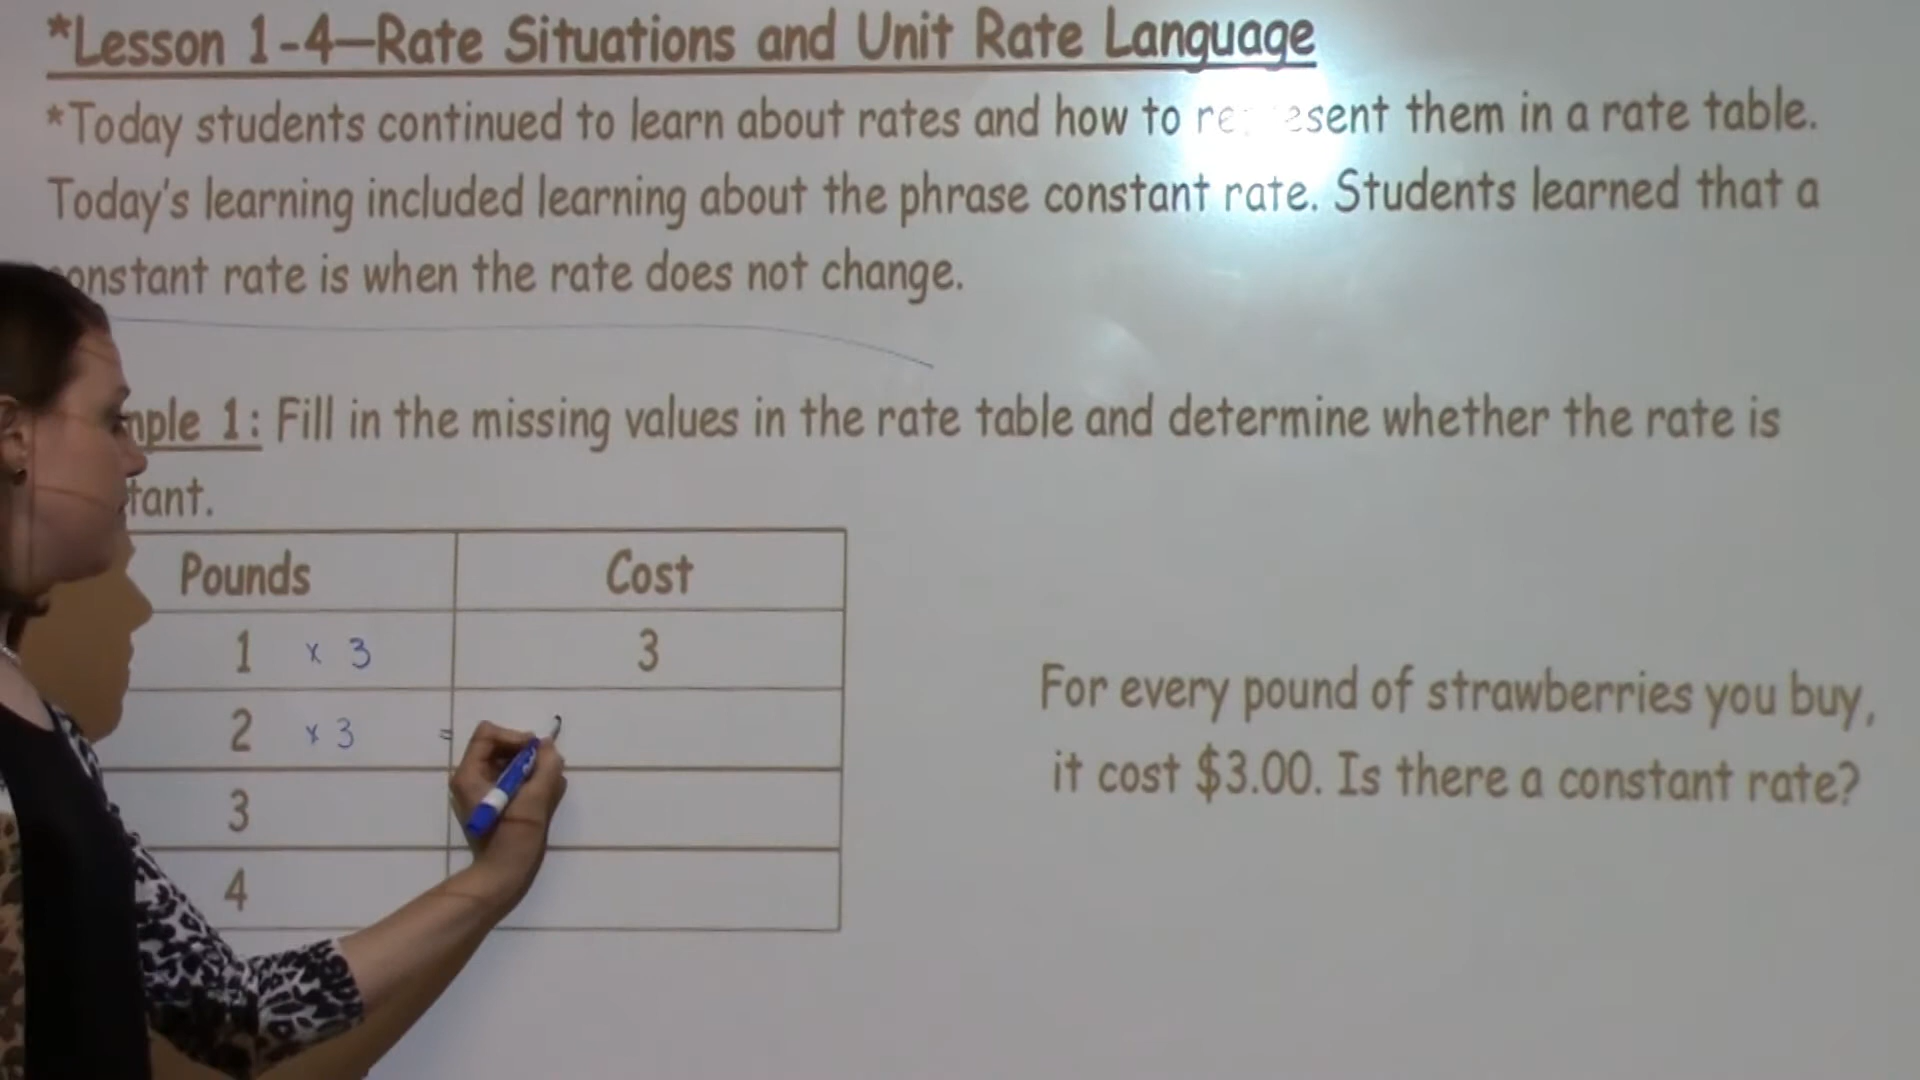 *Lesson 1-4—Rate Situations and Unit Rate Language
*Today students continued to learn about rates and how to represent them in a rate table.
Today's learning included learning about the phrase constant rate. Students learned that a
constant rate is when the rate does not change.
mple 1: Fill in the missing values in the rate table and determine whether the rate is
tant.
Pounds Cost
1 x 3 3
2 x 3 =
3
4
For every pound of strawberries you buy,
it cost $3.00. Is there a constant rate?